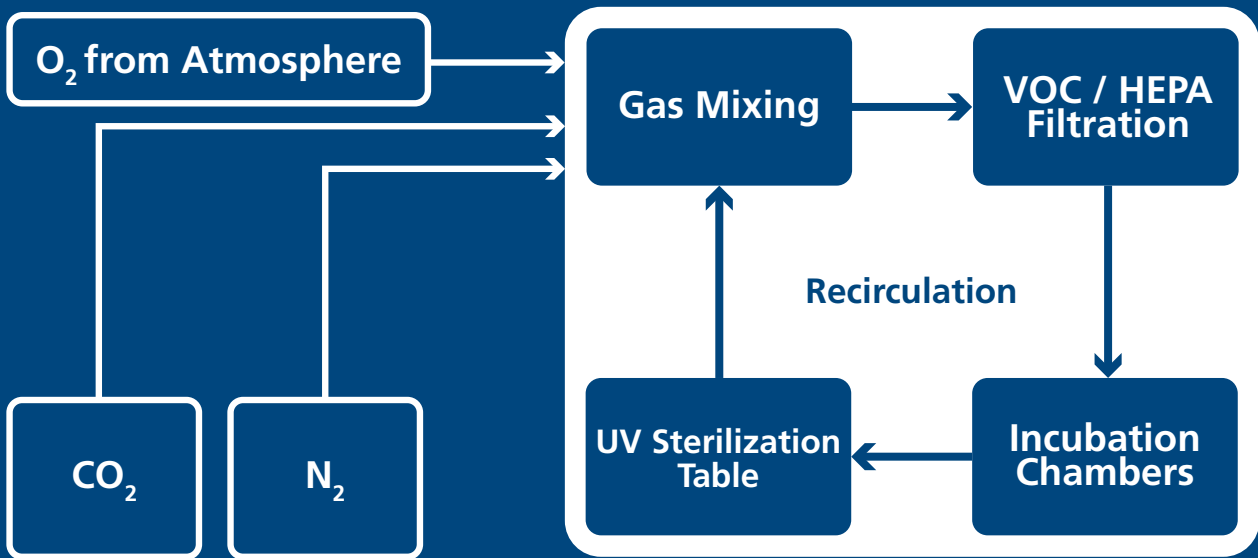 O₂ from Atmosphere
Gas Mixing
VOC / HEPA
Filtration
Recirculation
CO₂
N₂
UV Sterilization
Table
Incubation
Chambers